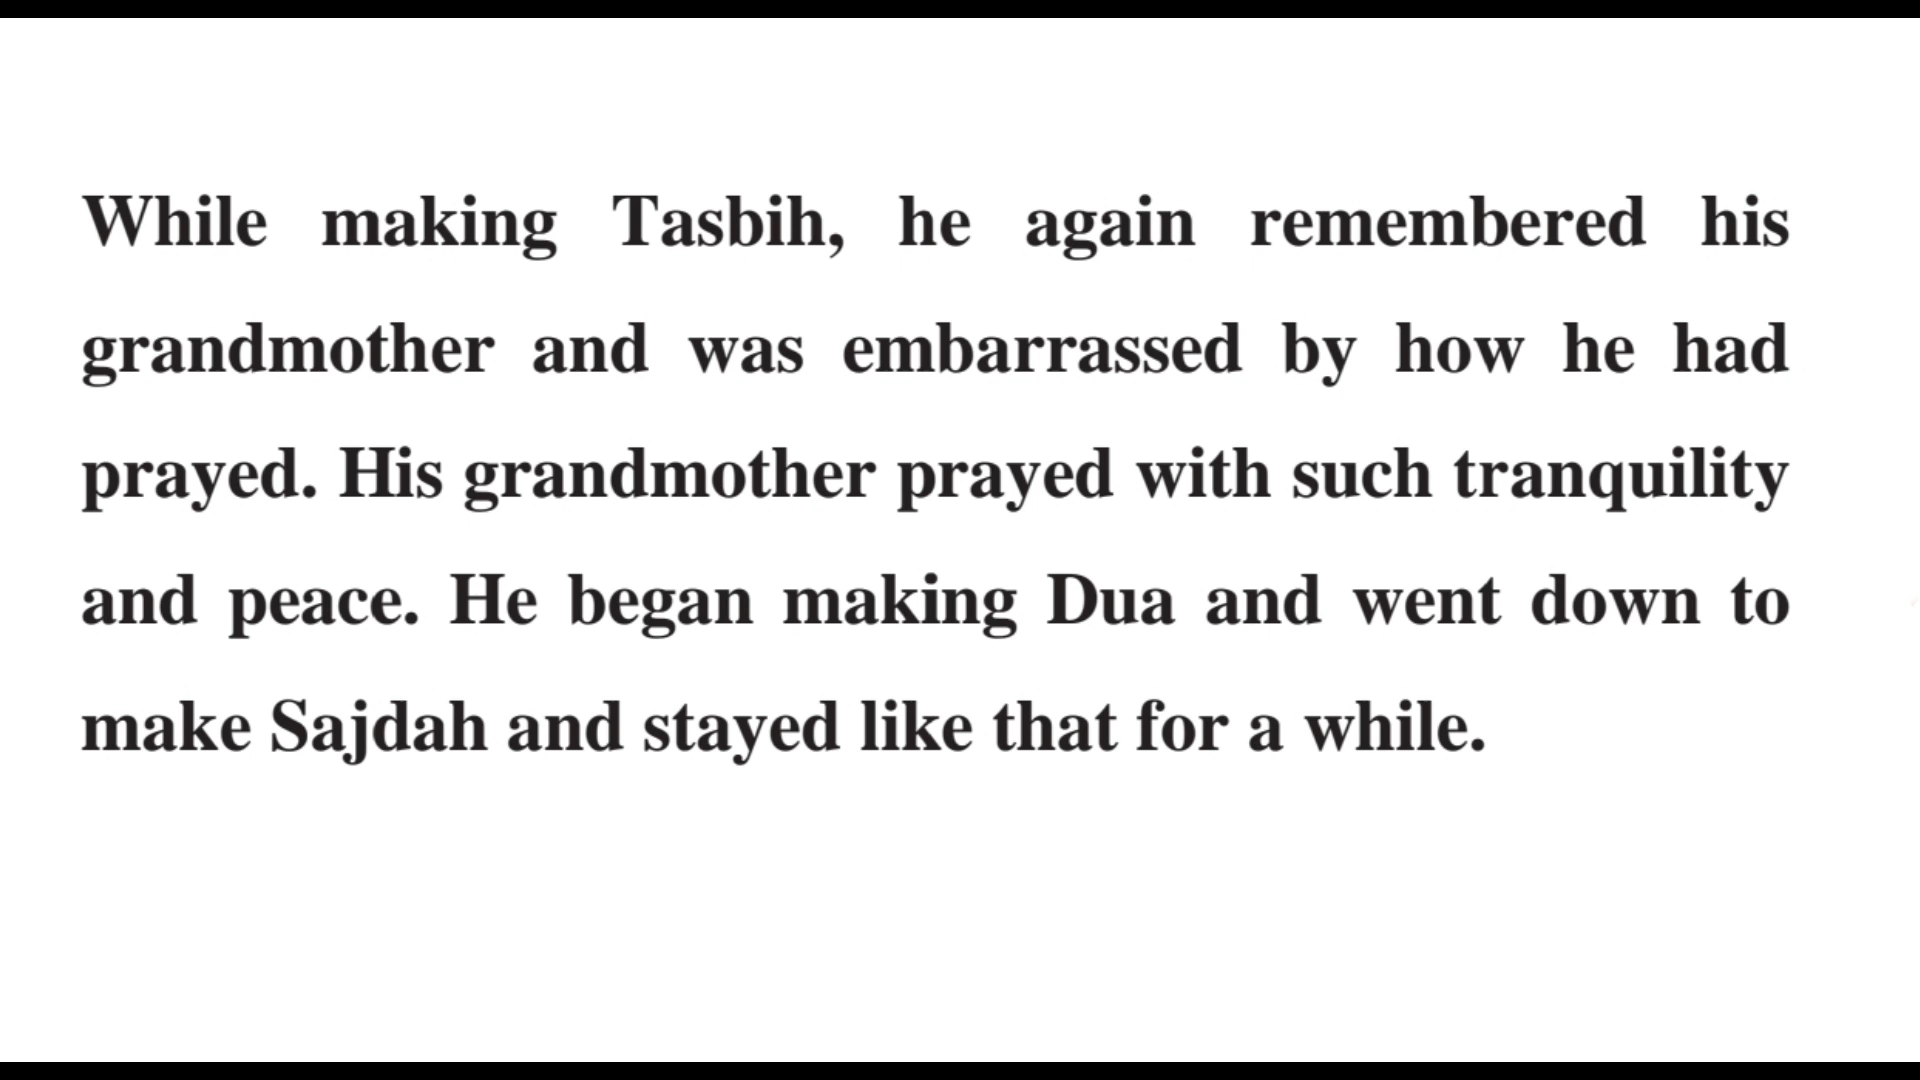 While making Tasbih, he again remembered his
grandmother and was embarrassed by how he had
prayed. His grandmother prayed with such tranquility
and peace. He began making Dua and went down to
make Sajdah and stayed like that for a while.